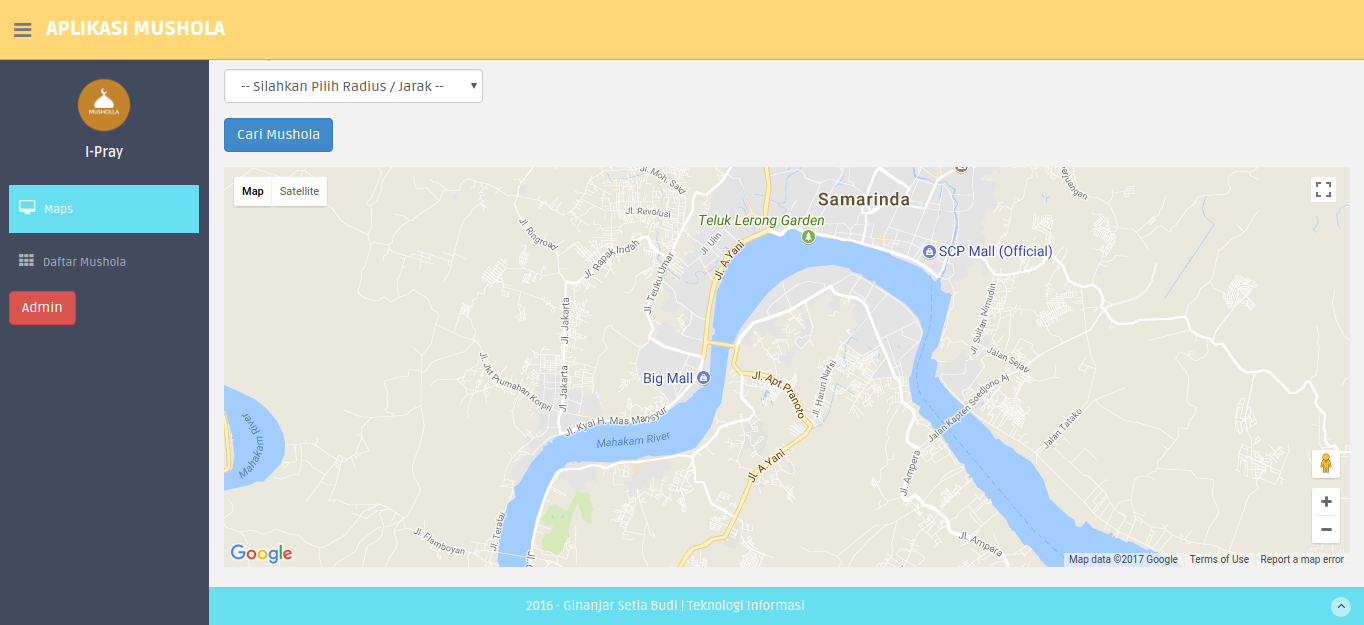 APLIKASI MUSHOLA
MUSHOLLA
I-Pray
Maps
Daftar Mushola
Admin
-- Silahkan Pilih Radius / Jarak --
Cari Mushola
Map
Satellite
Jl. Moh. Said
Jl. Revolusi
Jl. Ringroad
Jl. Rapak Indah
Jl. Teuku Umar
Jl. Ulin
Jl. A.Yani
Samarinda
Teluk Lerong Garden
SCP Mall (Official)
Jl. Jakarta
Jl. Jakarta
Jl. Sultan Alimudin
Jalan Sejati
Jl. Jkt Prumahan Korpri
Big Mall
Jl. Apt.Pranoto
Jl. Harun Nafsi
Jalan Kapten Soedjono Aj
Jalan Tatako
Jl. Kyai H. Mas Mansyur
Mahakam River
Mahakam River
Jl. A.Yani
Jl. Ampera
Jl. Teratai
Jl. Flamboyan
Jl. Ampera
Google
Map data ©2017 Google
Terms of Use
Report a map error
2016 - Ginanjar Setia Budi | Teknologi Informasi